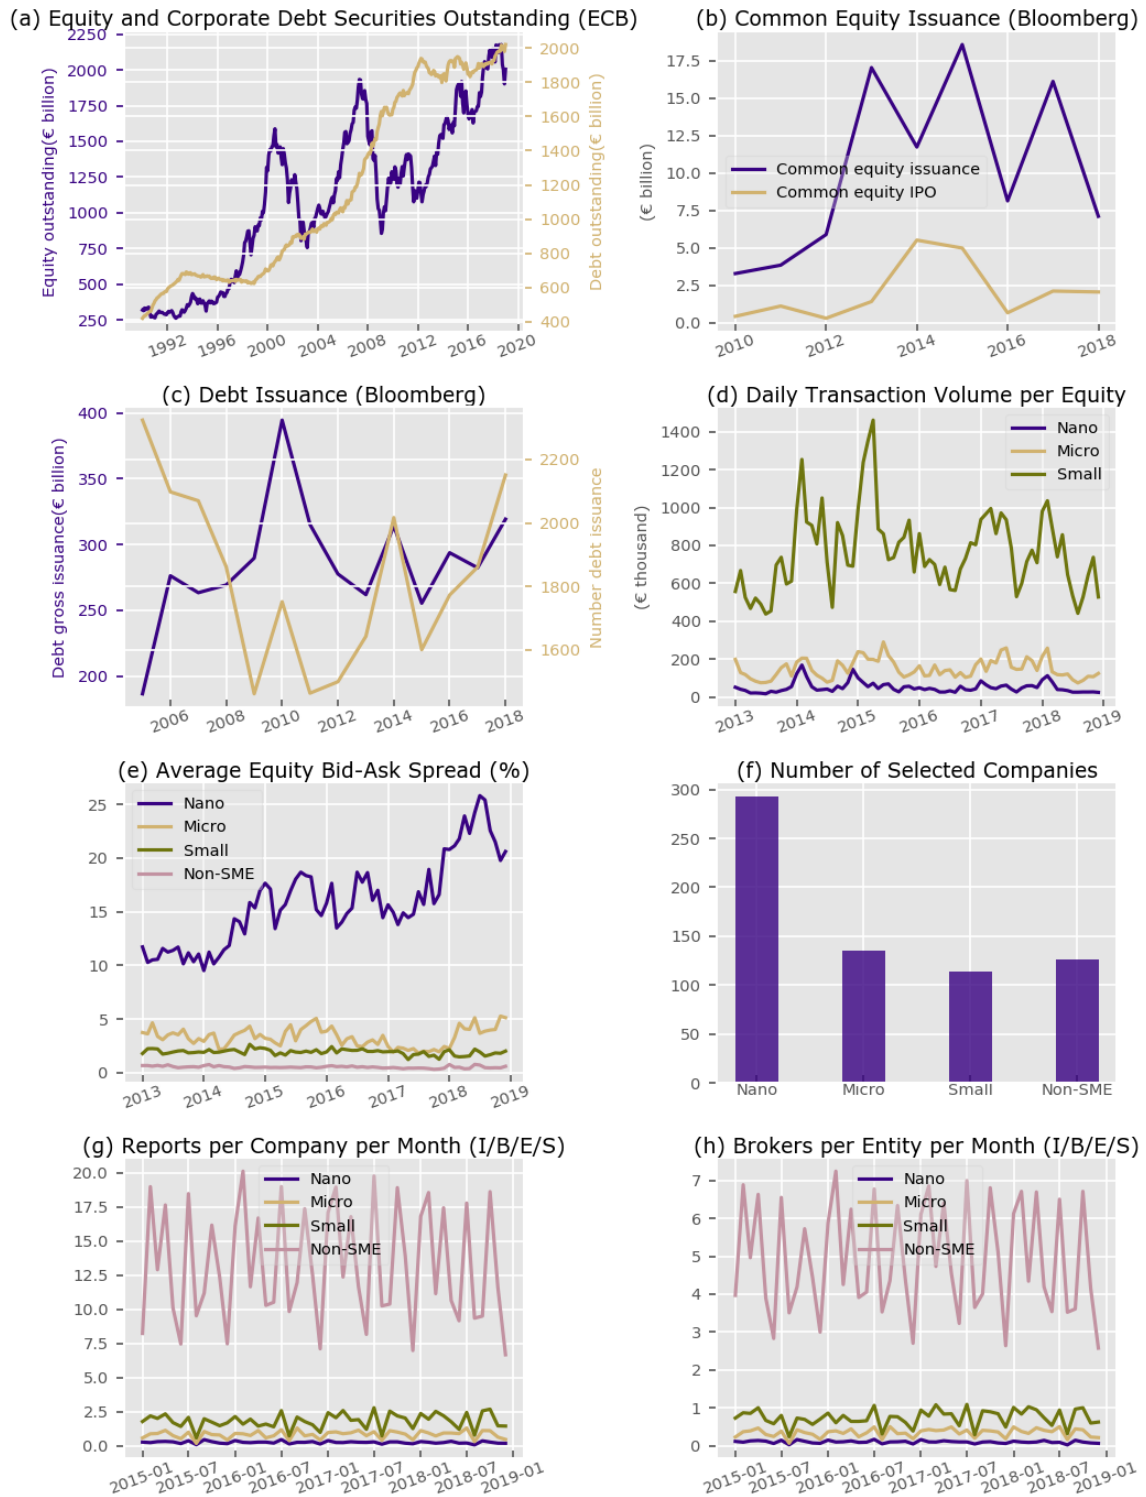 (a) Equity and Corporate Debt Securities Outstanding (ECB)
Equity outstanding(€ billion)
2250
2000
1750
1500
1250
1000
750
500
250
2000
1800
1600
1400
1200
1000
800
600
400
Debt outstanding(€ billion)
1992 1996 2000 2004 2008 2012 2016 2020
(b) Common Equity Issuance (Bloomberg)
(€ billion)
17.5
15.0
12.5
10.0
7.5
5.0
2.5
0.0
Common equity issuance
Common equity IPO
2010 2012 2014 2016 2018
(c) Debt Issuance (Bloomberg)
Debt gross issuance(€ billion)
400
350
300
250
200
2200
2000
1800
1600
Number debt issuance
2006 2008 2010 2012 2014 2016 2018
(d) Daily Transaction Volume per Equity
(€ thousand)
1400
1200
1000
800
600
400
200
0
Nano
Micro
Small
2013 2014 2015 2016 2017 2018 2019
(e) Average Equity Bid-Ask Spread (%)
25
20
15
10
5
0
Nano
Micro
Small
Non-SME
2013 2014 2015 2016 2017 2018 2019
(f) Number of Selected Companies
300
250
200
150
100
50
0
Nano Micro Small Non-SME
(g) Reports per Company per Month (I/B/E/S)
20.0
17.5
15.0
12.5
10.0
7.5
5.0
2.5
0.0
Nano
Micro
Small
Non-SME
2015-01 2015-07 2016-01 2016-07 2017-01 2017-07 2018-01 2018-07 2019-01
(h) Brokers per Entity per Month (I/B/E/S)
7
6
5
4
3
2
1
0
Nano
Micro
Small
Non-SME
2015-01 2015-07 2016-01 2016-07 2017-01 2017-07 2018-01 2018-07 2019-01